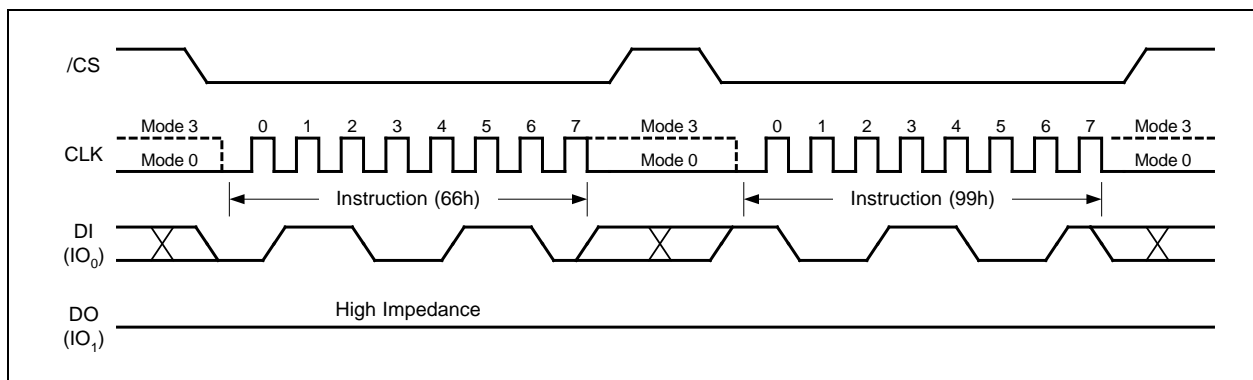 /CS
Mode 3 0 1 2 3 4 5 6 7 Mode 3 0 1 2 3 4 5 6 7 Mode 3
CLK
Mode 0 Mode 0 Mode 0
Instruction (66h) Instruction (99h)
DI
(IO₀)
High Impedance
DO
(IO₁)